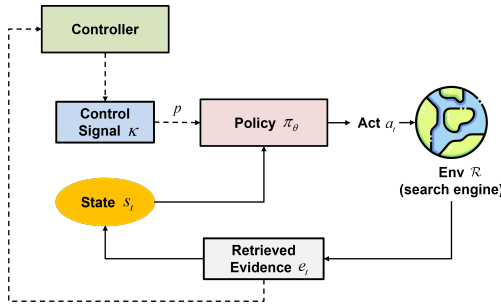 Controller
Control
Signal κ
p
Policy π_θ
Act a_t
Env ℛ
(search engine)
State s_t
Retrieved
Evidence e_t